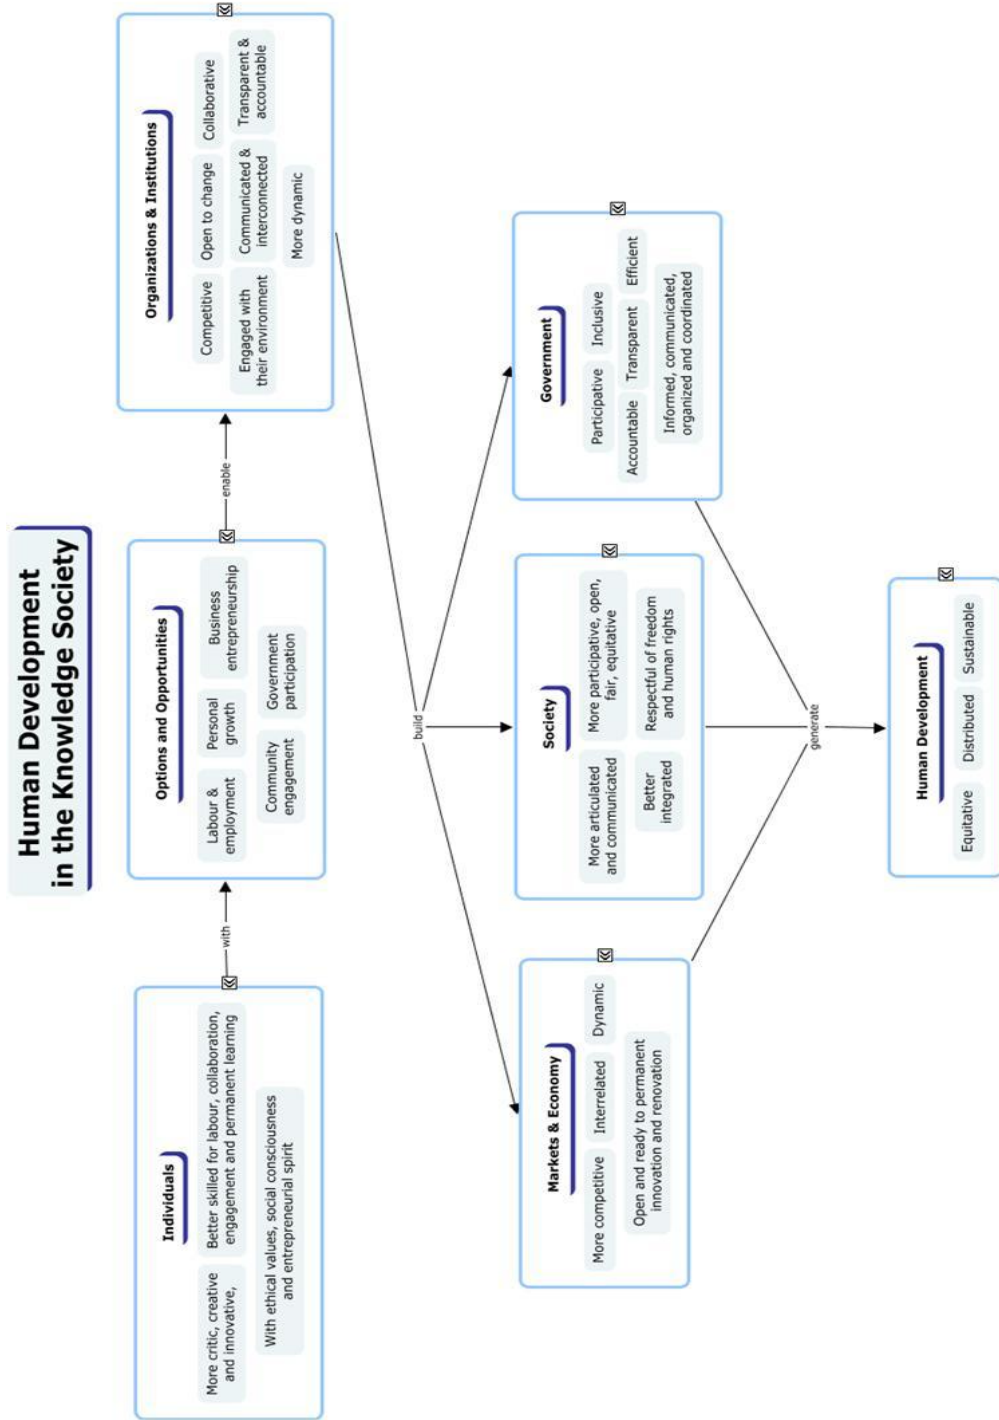 Human Development
in the Knowledge Society
Individuals
More critic, creative
and innovative,
Better skilled for labour, collaboration,
engagement and permanent learning
With ethical values, social consciousness
and entrepreneurial spirit
with
Options and Opportunities
Labour &
employment
Personal
growth
Business
entrepreneurship
Community
engagement
Government
participation
enable
Organizations & Institutions
Competitive
Open to change
Collaborative
Engaged with
their environment
Communicated &
interconnected
Transparent &
accountable
More dynamic
build
Markets & Economy
More competitive
Interrelated
Dynamic
Open and ready to permanent
innovation and renovation
Society
More articulated
and communicated
More participative, open,
fair, equitative
Better
integrated
Respectful of freedom
and human rights
Government
Participative
Inclusive
Accountable
Transparent
Efficient
Informed, communicated,
organized and coordinated
generate
Human Development
Equitative
Distributed
Sustainable